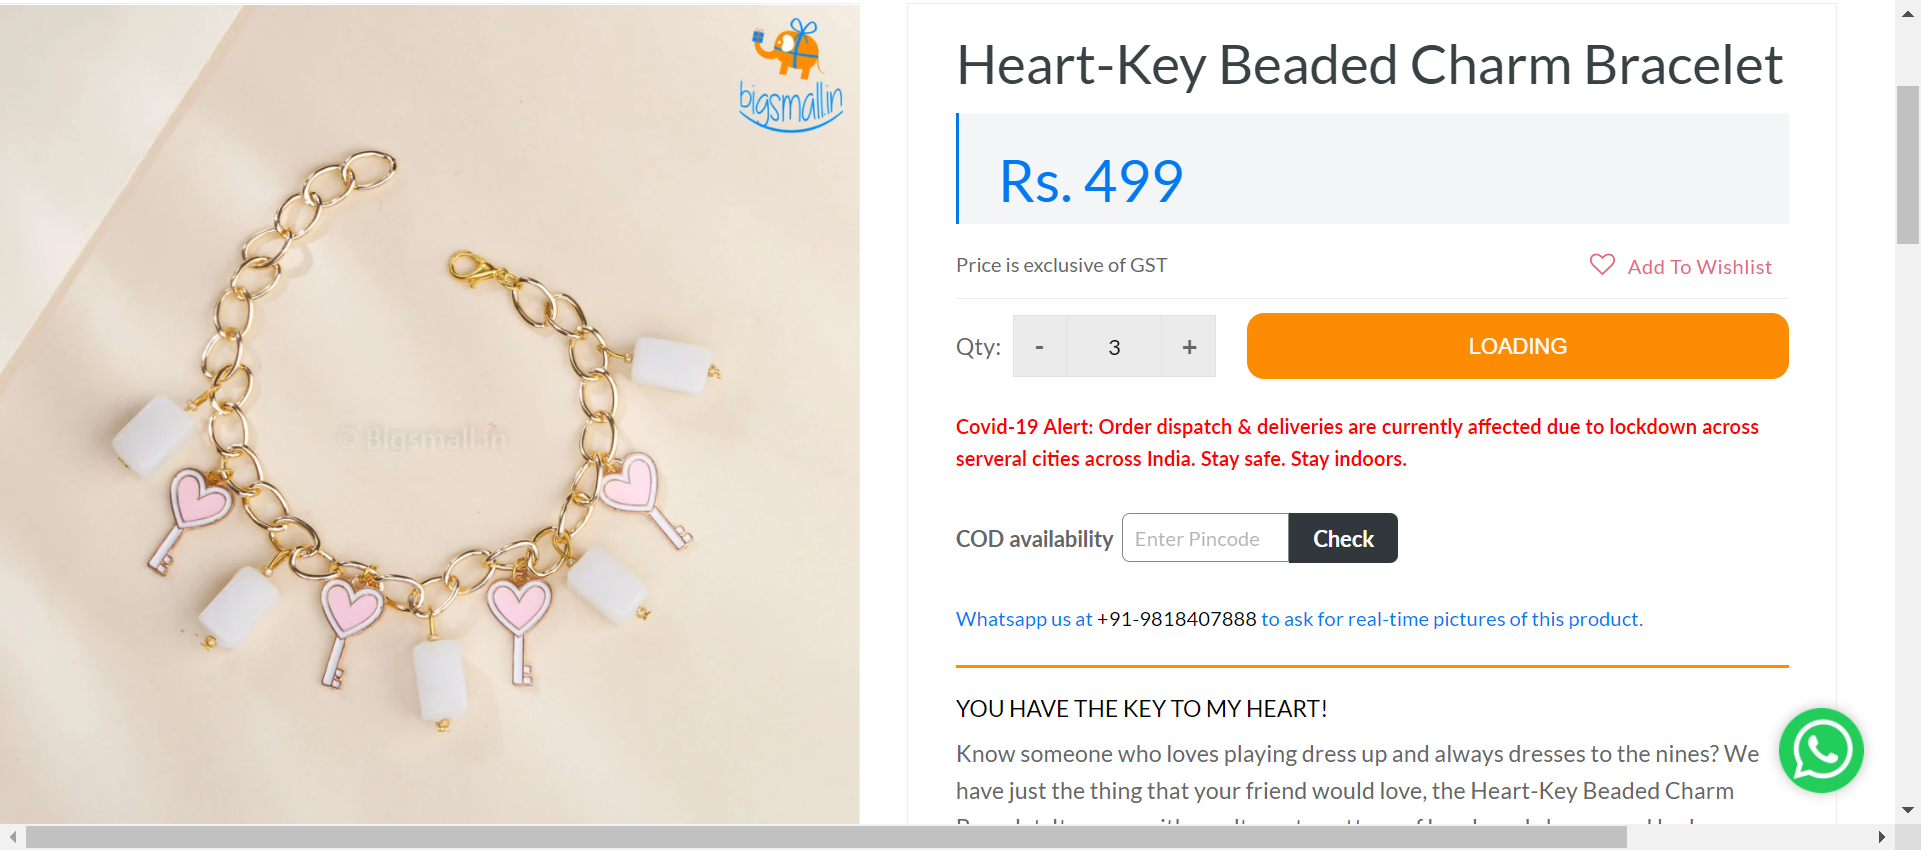 bigsmall.in
© Bigsmall.in
Heart-Key Beaded Charm Bracelet
Rs. 499
Price is exclusive of GST
Add To Wishlist
Qty: - 3 +
LOADING
Covid-19 Alert: Order dispatch & deliveries are currently affected due to lockdown across
serveral cities across India. Stay safe. Stay indoors.
COD availability Enter Pincode Check
Whatsapp us at +91-9818407888 to ask for real-time pictures of this product.
YOU HAVE THE KEY TO MY HEART!
Know someone who loves playing dress up and always dresses to the nines? We
have just the thing that your friend would love, the Heart-Key Beaded Charm